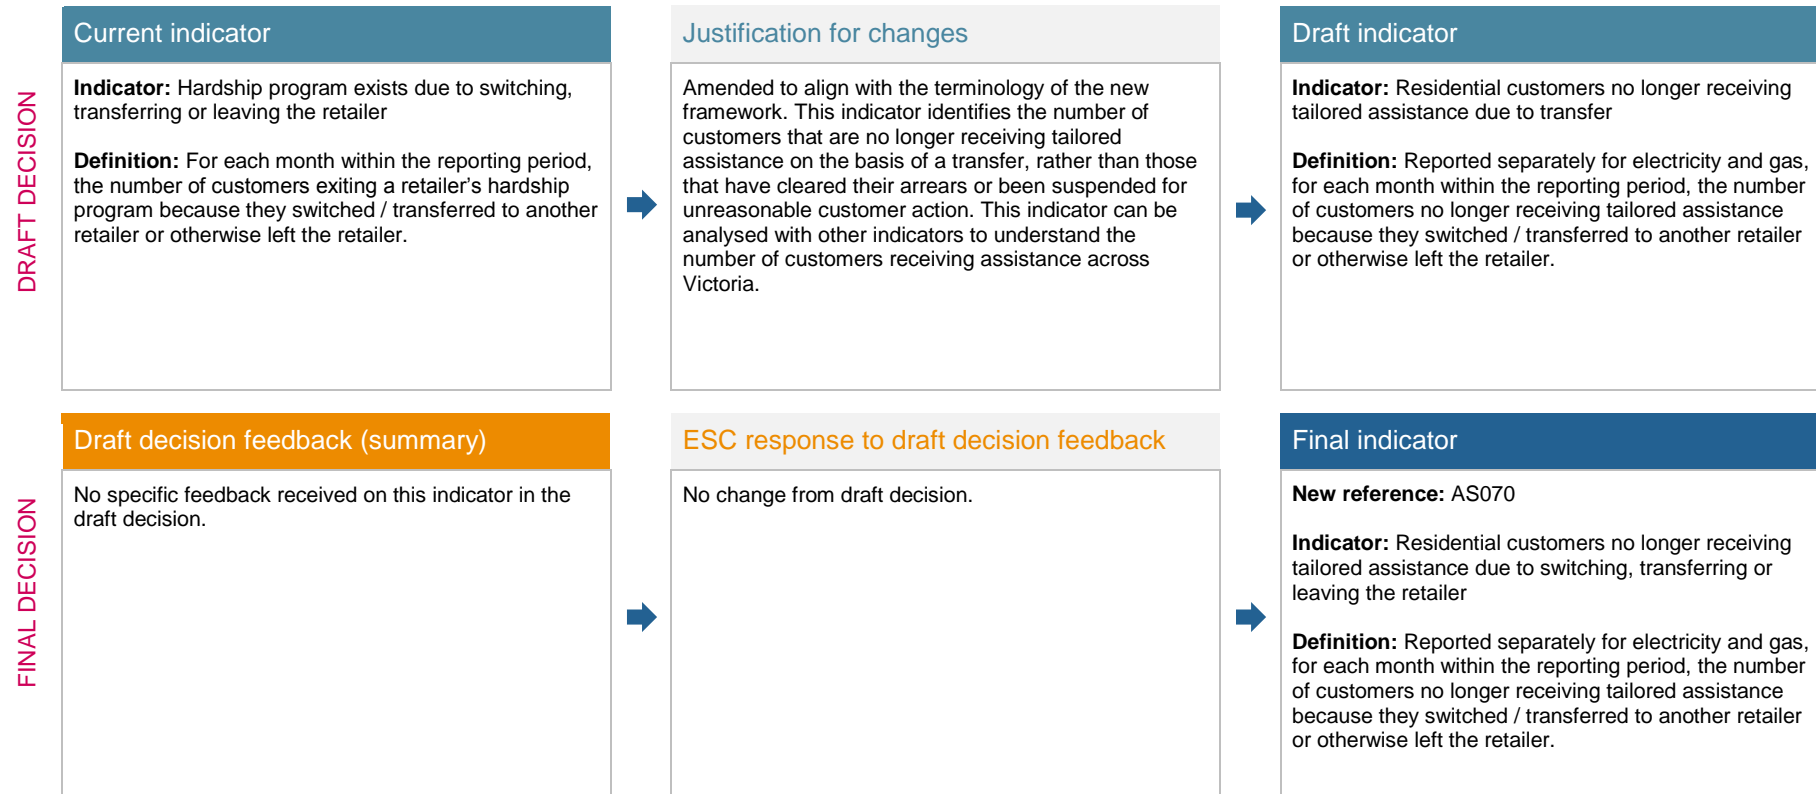 DRAFT DECISION
Current indicator
Indicator: Hardship program exists due to switching,
transferring or leaving the retailer
Definition: For each month within the reporting period,
the number of customers exiting a retailer’s hardship
program because they switched / transferred to another
retailer or otherwise left the retailer.
Justification for changes
Amended to align with the terminology of the new
framework. This indicator identifies the number of
customers that are no longer receiving tailored
assistance on the basis of a transfer, rather than those
that have cleared their arrears or been suspended for
unreasonable customer action. This indicator can be
analysed with other indicators to understand the
number of customers receiving assistance across
Victoria.
Draft indicator
Indicator: Residential customers no longer receiving
tailored assistance due to transfer
Definition: Reported separately for electricity and gas,
for each month within the reporting period, the number
of customers no longer receiving tailored assistance
because they switched / transferred to another retailer
or otherwise left the retailer.
FINAL DECISION
Draft decision feedback (summary)
No specific feedback received on this indicator in the
draft decision.
ESC response to draft decision feedback
No change from draft decision.
Final indicator
New reference: AS070
Indicator: Residential customers no longer receiving
tailored assistance due to switching, transferring or
leaving the retailer
Definition: Reported separately for electricity and gas,
for each month within the reporting period, the number
of customers no longer receiving tailored assistance
because they switched / transferred to another retailer
or otherwise left the retailer.